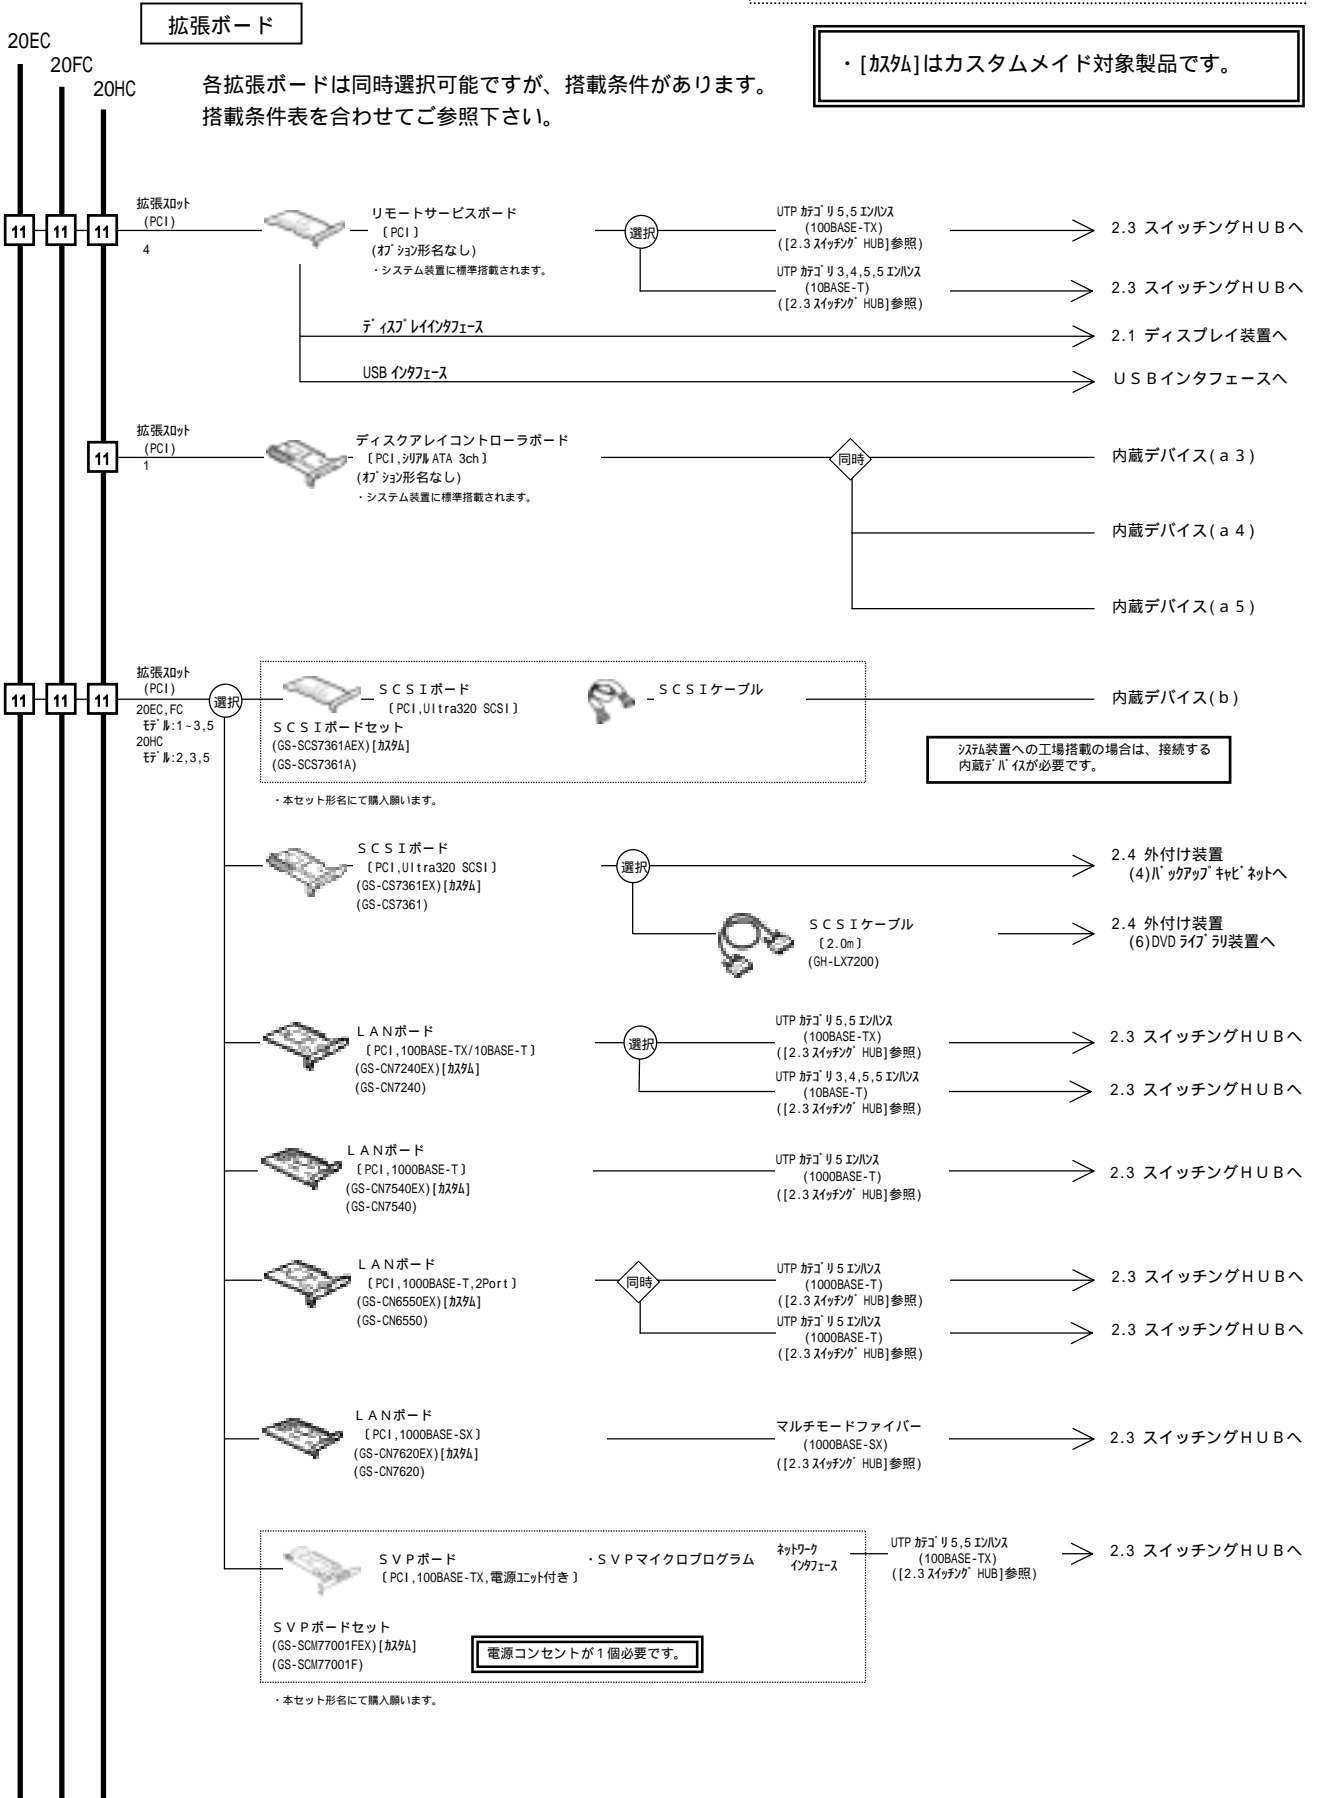 拡張ボード
20EC
20FC
20HC
・[ｶｽﾀﾑ]はカスタムメイド対象製品です。
各拡張ボードは同時選択可能ですが、搭載条件があります。
搭載条件表を合わせてご参照下さい。
11 11 11
拡張ｽﾛｯﾄ
(PCI)
4
リモートサービスボード
〔PCI〕
(ｵﾌﾟｼｮﾝ形名なし)
・システム装置に標準搭載されます。
選択
UTP ｶﾃｺﾞﾘ 5,5 ｴﾝﾊﾝｽ
(100BASE-TX)
([2.3 ｽｲｯﾁﾝｸﾞ HUB]参照)
2.3 スイッチングＨＵＢへ
UTP ｶﾃｺﾞﾘ 3,4,5,5 ｴﾝﾊﾝｽ
(10BASE-T)
([2.3 ｽｲｯﾁﾝｸﾞ HUB]参照)
2.3 スイッチングＨＵＢへ
ﾃﾞｨｽﾌﾟﾚｲｲﾝﾀﾌｪｰｽ
2.1 ディスプレイ装置へ
USB ｲﾝﾀﾌｪｰｽ
ＵＳＢインタフェースへ
11
拡張ｽﾛｯﾄ
(PCI)
1
ディスクアレイコントローラボード
〔PCI,ｼﾘｱﾙ ATA 3ch〕
(ｵﾌﾟｼｮﾝ形名なし)
・システム装置に標準搭載されます。
同時
内蔵デバイス(ａ３)
内蔵デバイス(ａ４)
内蔵デバイス(ａ５)
11 11 11
拡張ｽﾛｯﾄ
(PCI)
20EC,FC
ﾓﾃﾞﾙ:1~3,5
20HC
ﾓﾃﾞﾙ:2,3,5
選択
ＳＣＳＩボード
〔PCI,Ultra320 SCSI〕
ＳＣＳＩケーブル
内蔵デバイス(ｂ)
ＳＣＳＩボードセット
(GS-SCS7361AEX)[ｶｽﾀﾑ]
(GS-SCS7361A)
ｼｽﾃﾑ装置への工場搭載の場合は、接続する
内蔵ﾃﾞﾊﾞｲｽが必要です。
・本セット形名にて購入願います。
ＳＣＳＩボード
〔PCI,Ultra320 SCSI〕
(GS-CS7361EX)[ｶｽﾀﾑ]
(GS-CS7361)
選択
2.4 外付け装置
(4)ﾊﾞｯｸｱｯﾌﾟｷｬﾋﾞﾈｯﾄへ
ＳＣＳＩケーブル
〔2.0m〕
(GH-LX7200)
2.4 外付け装置
(6)DVD ﾗｲﾌﾞﾗﾘ装置へ
ＬＡＮボード
〔PCI,100BASE-TX/10BASE-T〕
(GS-CN7240EX)[ｶｽﾀﾑ]
(GS-CN7240)
選択
UTP ｶﾃｺﾞﾘ 5,5 ｴﾝﾊﾝｽ
(100BASE-TX)
([2.3 ｽｲｯﾁﾝｸﾞ HUB]参照)
2.3 スイッチングＨＵＢへ
UTP ｶﾃｺﾞﾘ 3,4,5,5 ｴﾝﾊﾝｽ
(10BASE-T)
([2.3 ｽｲｯﾁﾝｸﾞ HUB]参照)
2.3 スイッチングＨＵＢへ
ＬＡＮボード
〔PCI,1000BASE-T〕
(GS-CN7540EX)[ｶｽﾀﾑ]
(GS-CN7540)
UTP ｶﾃｺﾞﾘ 5 ｴﾝﾊﾝｽ
(1000BASE-T)
([2.3 ｽｲｯﾁﾝｸﾞ HUB]参照)
2.3 スイッチングＨＵＢへ
ＬＡＮボード
〔PCI,1000BASE-T,2Port〕
(GS-CN6550EX)[ｶｽﾀﾑ]
(GS-CN6550)
同時
UTP ｶﾃｺﾞﾘ 5 ｴﾝﾊﾝｽ
(1000BASE-T)
([2.3 ｽｲｯﾁﾝｸﾞ HUB]参照)
2.3 スイッチングＨＵＢへ
UTP ｶﾃｺﾞﾘ 5 ｴﾝﾊﾝｽ
(1000BASE-T)
([2.3 ｽｲｯﾁﾝｸﾞ HUB]参照)
2.3 スイッチングＨＵＢへ
ＬＡＮボード
〔PCI,1000BASE-SX〕
(GS-CN7620EX)[ｶｽﾀﾑ]
(GS-CN7620)
マルチモードファイバー
(1000BASE-SX)
([2.3 ｽｲｯﾁﾝｸﾞ HUB]参照)
2.3 スイッチングＨＵＢへ
ＳＶＰボード
〔PCI,100BASE-TX,電源ﾕﾆｯﾄ付き〕
・ＳＶＰマイクロプログラム
ﾈｯﾄﾜｰｸ
ｲﾝﾀﾌｪｰｽ
UTP ｶﾃｺﾞﾘ 5,5 ｴﾝﾊﾝｽ
(100BASE-TX)
([2.3 ｽｲｯﾁﾝｸﾞ HUB]参照)
2.3 スイッチングＨＵＢへ
ＳＶＰボードセット
(GS-SCM77001FEX)[ｶｽﾀﾑ]
(GS-SCM77001F)
電源コンセントが１個必要です。
・本セット形名にて購入願います。